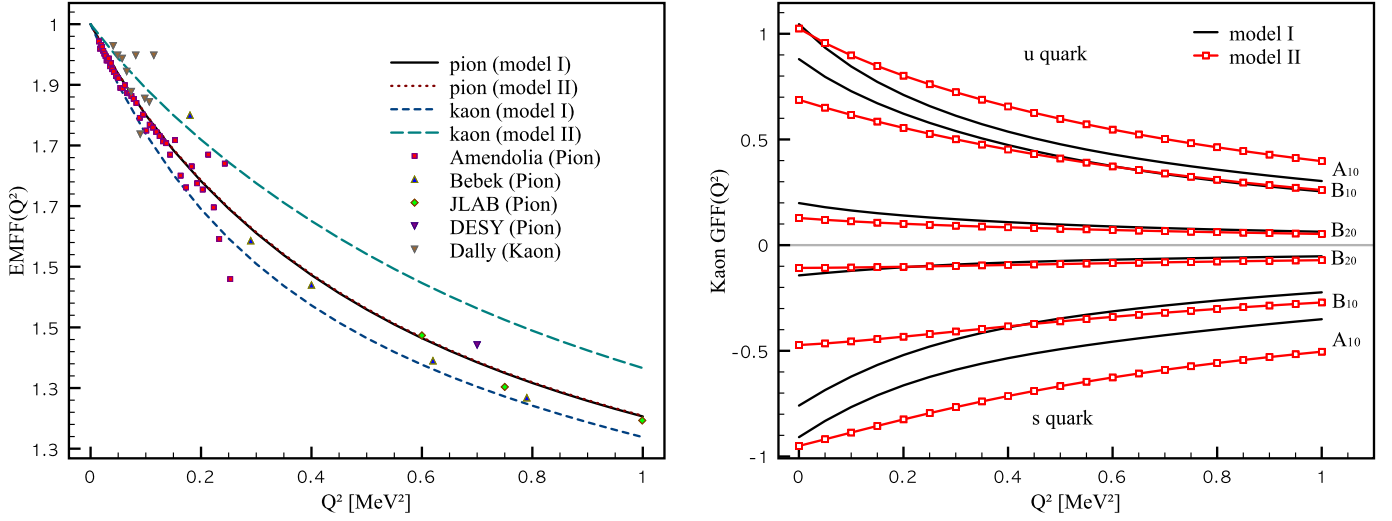 1
1.9
1.7
1.7
1.5
1.5
1.3
1.3
EMFF(Q²)
0
0.2
0.4
0.6
0.8
1
Q² [MeV²]
pion (model I)
pion (model II)
kaon (model I)
kaon (model II)
Amendolia (Pion)
Bebek (Pion)
JLAB (Pion)
DESY (Pion)
Dally (Kaon)
1
0.5
0
-0.5
-1
Kaon GFF(Q²)
0
0.2
0.4
0.6
0.8
1
Q² [MeV²]
u quark
model I
model II
A₁₀
B₁₀
B₂₀
B₂₀
B₁₀
A₁₀
s quark